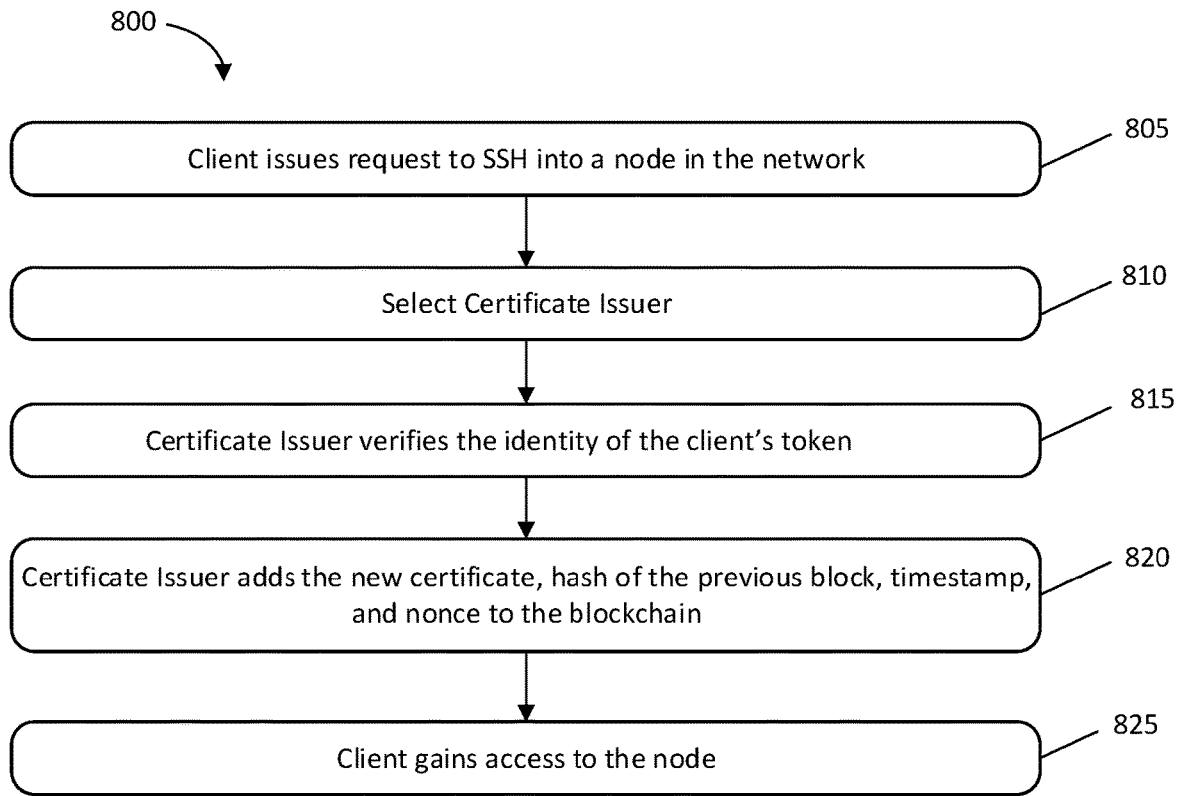 800
805
Client issues request to SSH into a node in the network
810
Select Certificate Issuer
815
Certificate Issuer verifies the identity of the client’s token
820
Certificate Issuer adds the new certificate, hash of the previous block, timestamp,
and nonce to the blockchain
825
Client gains access to the node